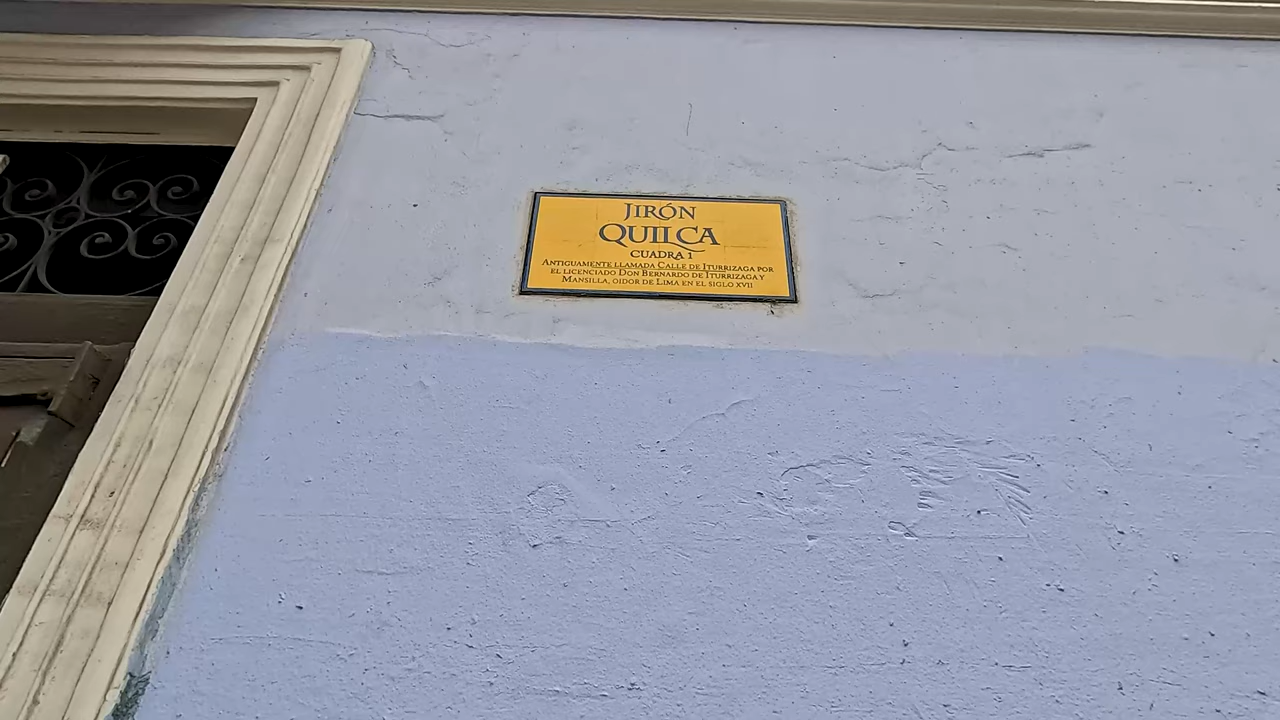 JIRÓN
QUILCA
CUADRA 1
ANTIGUAMENTE LLAMADA CALLE DE ITURRIZAGA POR
EL LICENCIADO DON BERNARDO DE ITURRIZAGA Y
MANSILLA, OIDOR DE LIMA EN EL SIGLO XVII